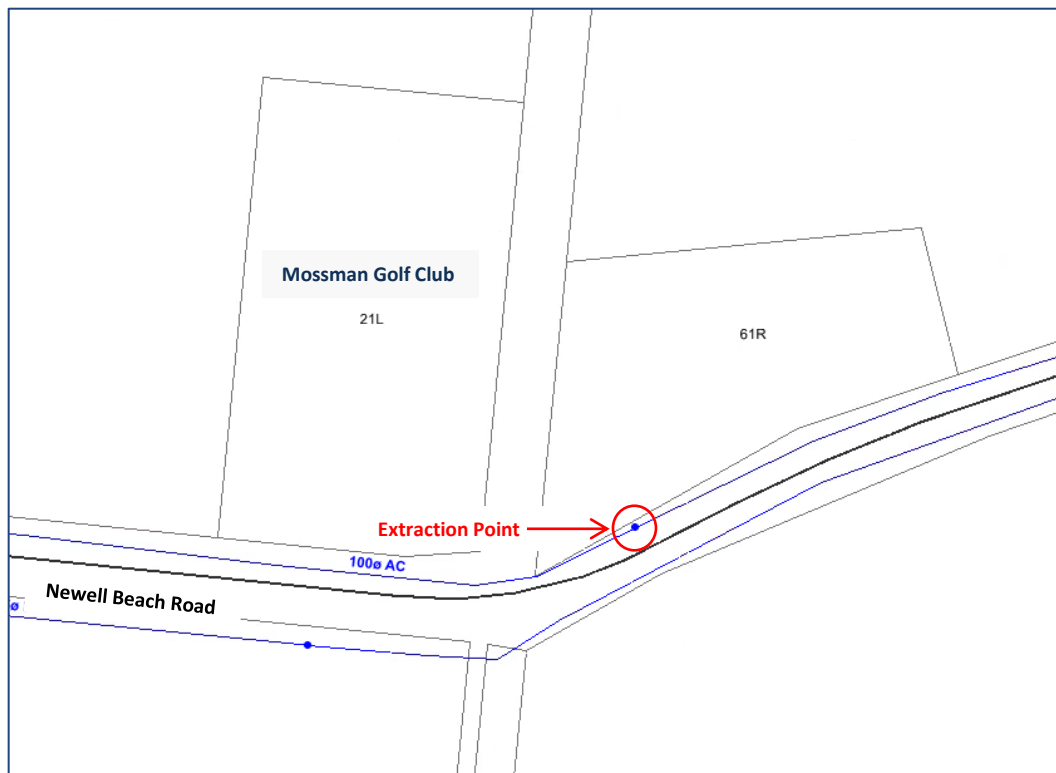 Mossman Golf Club
21L
61R
Extraction Point
100ø AC
Newell Beach Road
ø